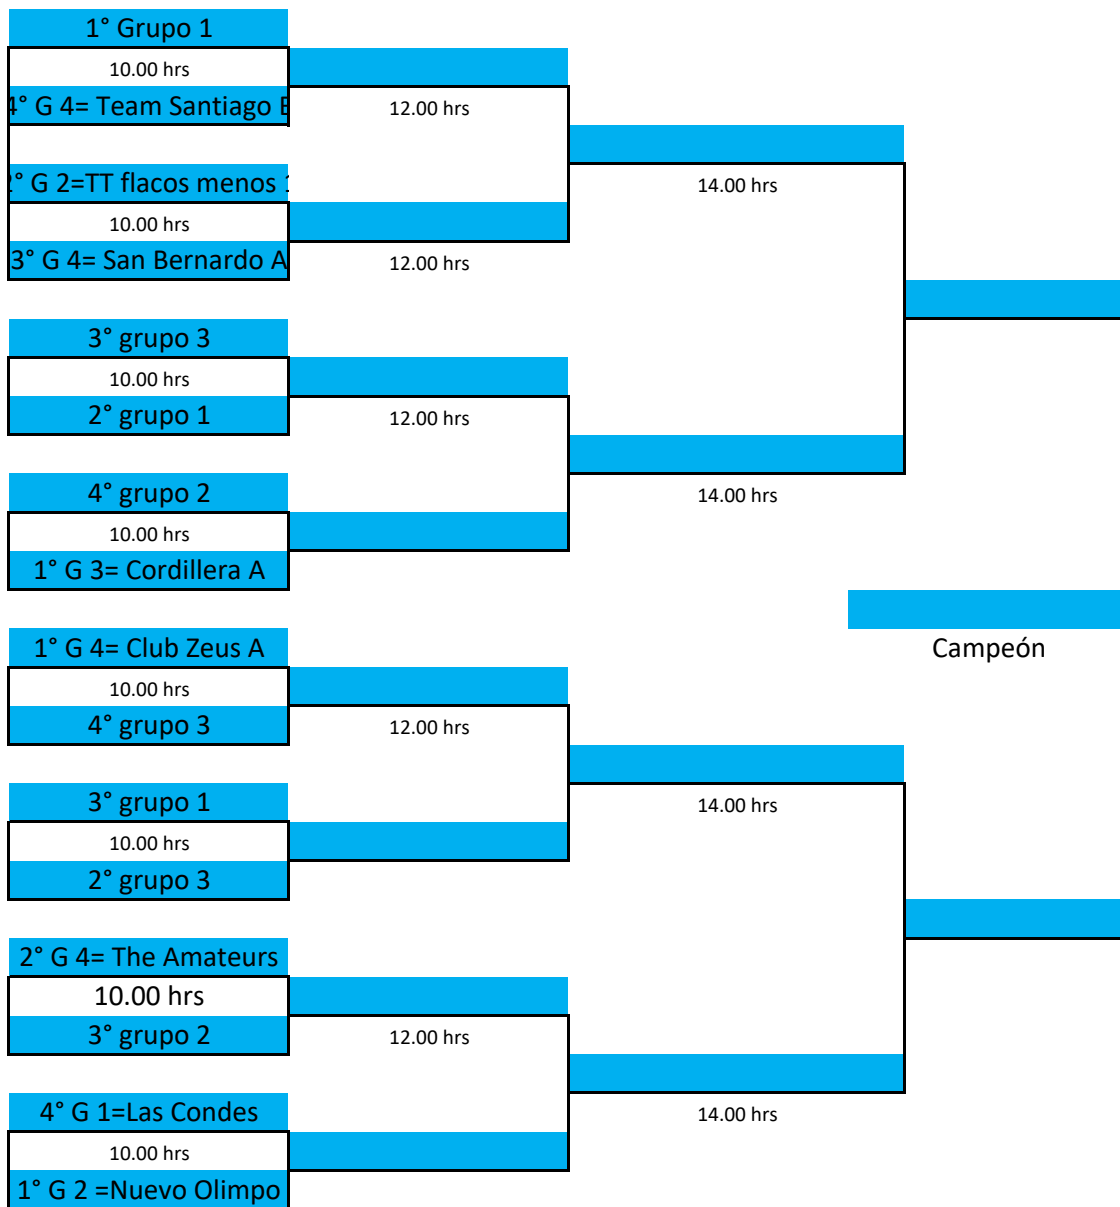 1° Grupo 1
10.00 hrs
4° G 4= Team Santiago B
12.00 hrs
2° G 2=TT flacos menos 1
14.00 hrs
10.00 hrs
3° G 4= San Bernardo A
12.00 hrs
3° grupo 3
10.00 hrs
2° grupo 1
12.00 hrs
4° grupo 2
14.00 hrs
10.00 hrs
1° G 3= Cordillera A
1° G 4= Club Zeus A
Campeón
10.00 hrs
4° grupo 3
12.00 hrs
3° grupo 1
14.00 hrs
10.00 hrs
2° grupo 3
2° G 4= The Amateurs
10.00 hrs
3° grupo 2
12.00 hrs
4° G 1=Las Condes
14.00 hrs
10.00 hrs
1° G 2 =Nuevo Olimpo